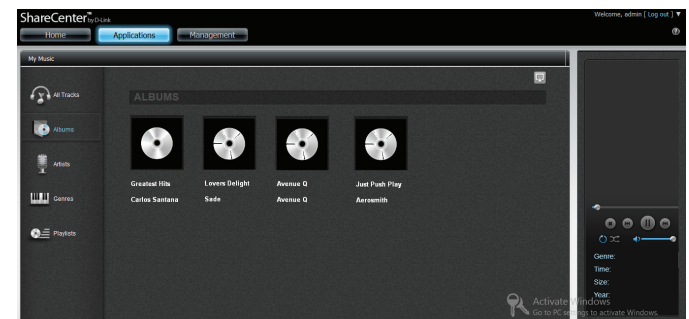 ShareCenter™ by D-Link
Welcome, admin [ Log out ] ▼
Home
Applications
Management
My Music
All Tracks
Albums
Artists
Genres
Playlists
ALBUMS
Greatest Hits
Carlos Santana
Lovers Delight
Sade
Avenue Q
Avenue Q
Just Push Play
Aerosmith
Genre:
Time:
Size:
Year:
Activate Windows
Go to PC settings to activate Windows.